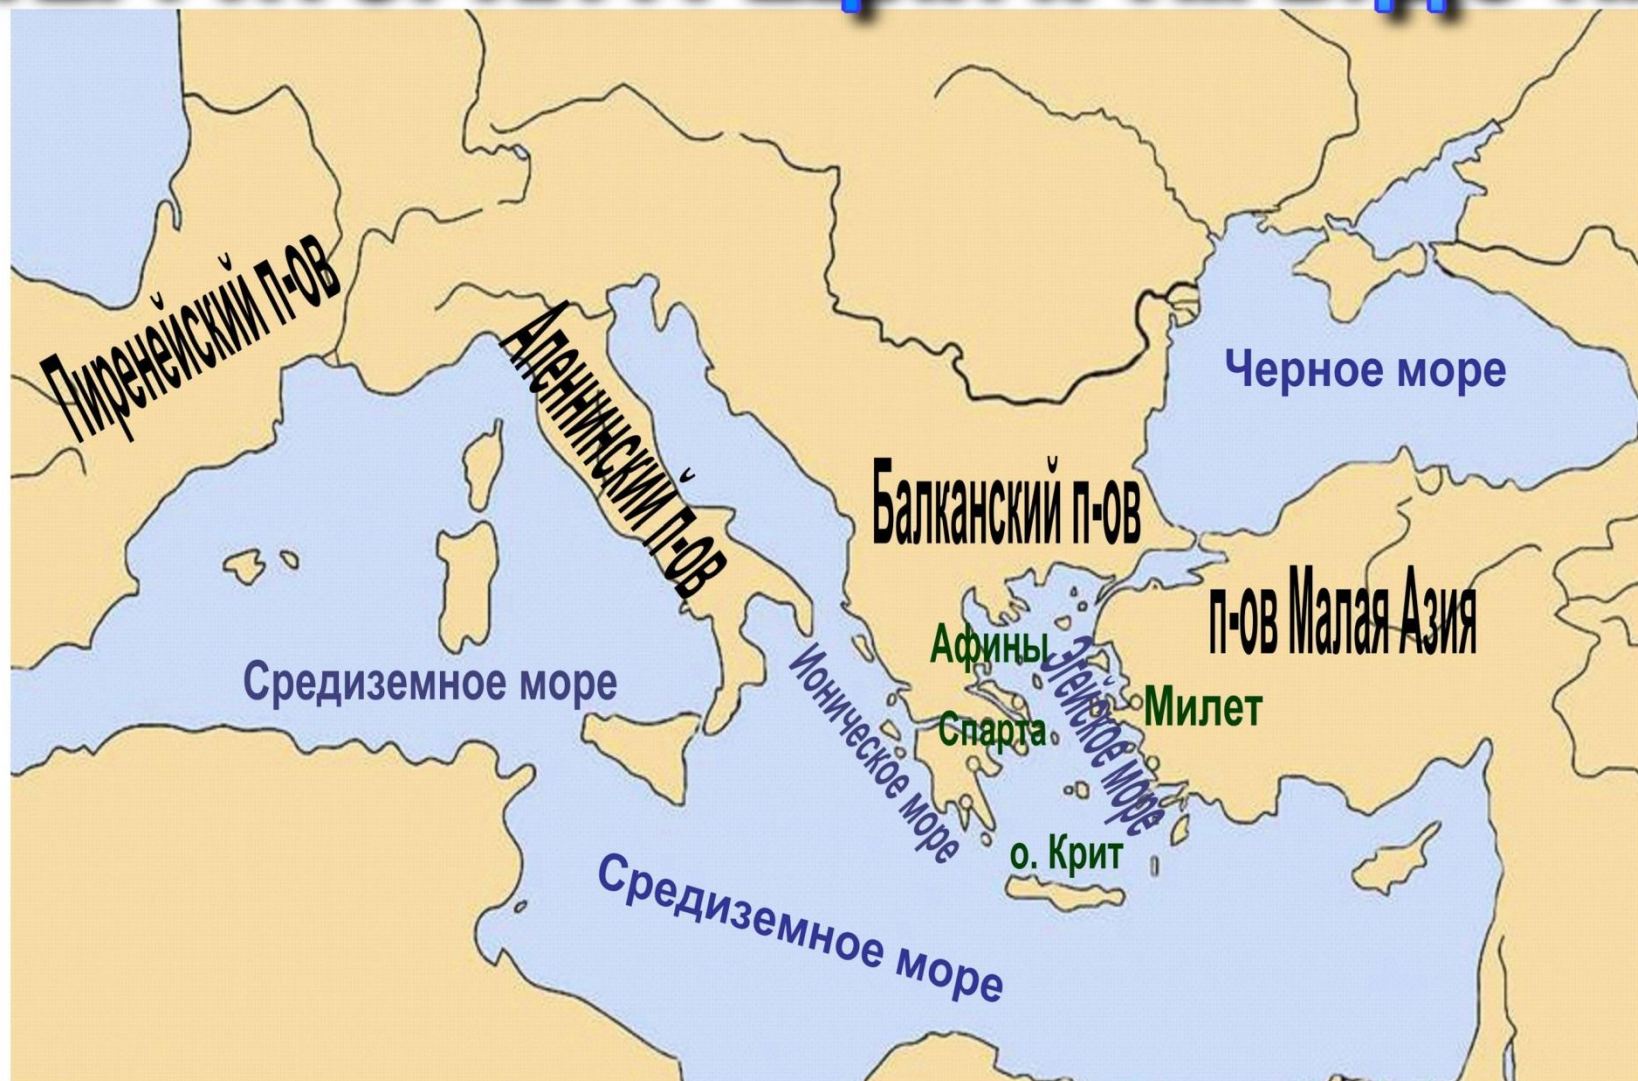 Пиренейский п-ов
Апеннинский п-ов
Черное море
Балканский п-ов
п-ов Малая Азия
Афины
Эгейское море
Средиземное море
Ионическое море
Милет
Спарта
о. Крит
Средиземное море